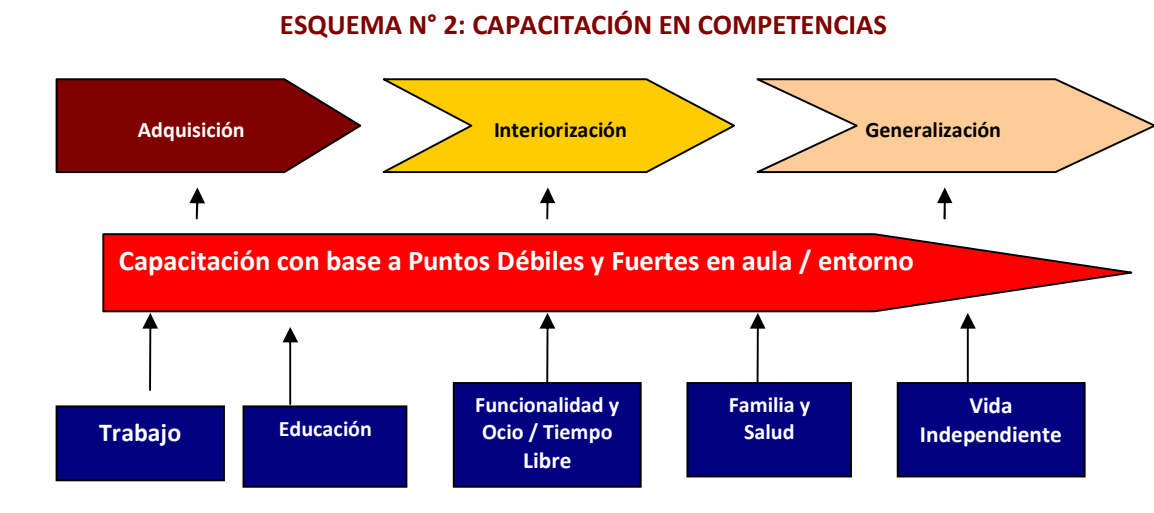 ESQUEMA N° 2: CAPACITACIÓN EN COMPETENCIAS
Adquisición
Interiorización
Generalización
Capacitación con base a Puntos Débiles y Fuertes en aula / entorno
Trabajo
Educación
Funcionalidad y
Ocio / Tiempo
Libre
Familia y
Salud
Vida
Independiente